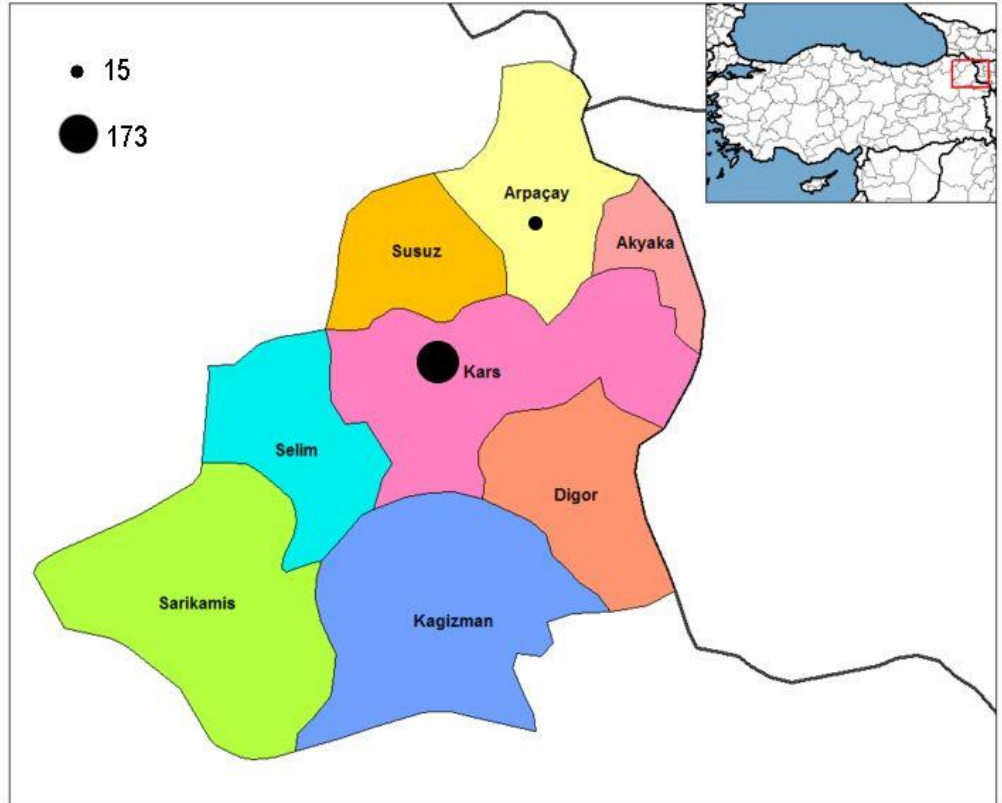 15
173
Arpaçay
Akyaka
Susuz
Kars
Selim
Digor
Sarikamis
Kagizman